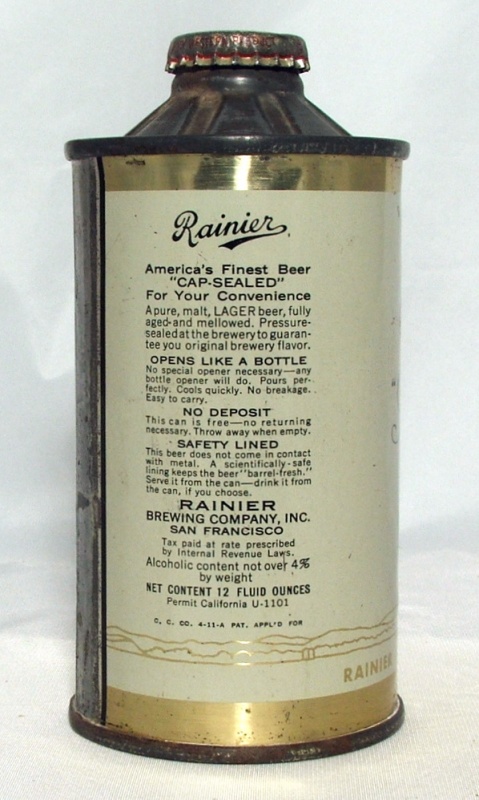 Rainier
America's Finest Beer
"CAP-SEALED"
For Your Convenience
A pure, malt, LAGER beer, fully
aged-and mellowed. Pressure-
sealed at the brewery to guaran-
tee you original brewery flavor.
OPENS LIKE A BOTTLE
No special opener necessary—any
bottle opener will do. Pours per-
fectly. Cools quickly. No breakage.
Easy to carry.
NO DEPOSIT
This can is free—no returning
necessary. Throw away when empty.
SAFETY LINED
This beer does not come in contact
with metal. A scientifically-safe
lining keeps the beer "barrel-fresh."
Serve it from the can—drink it from
the can, if you choose.
RAINIER
BREWING COMPANY, INC.
SAN FRANCISCO
Tax paid at rate prescribed
by Internal Revenue Laws.
Alcoholic content not over 4%
by weight
NET CONTENT 12 FLUID OUNCES
Permit California U-1101
C. C. CO. 4-11-A PAT. APPL'D FOR
RAINIER